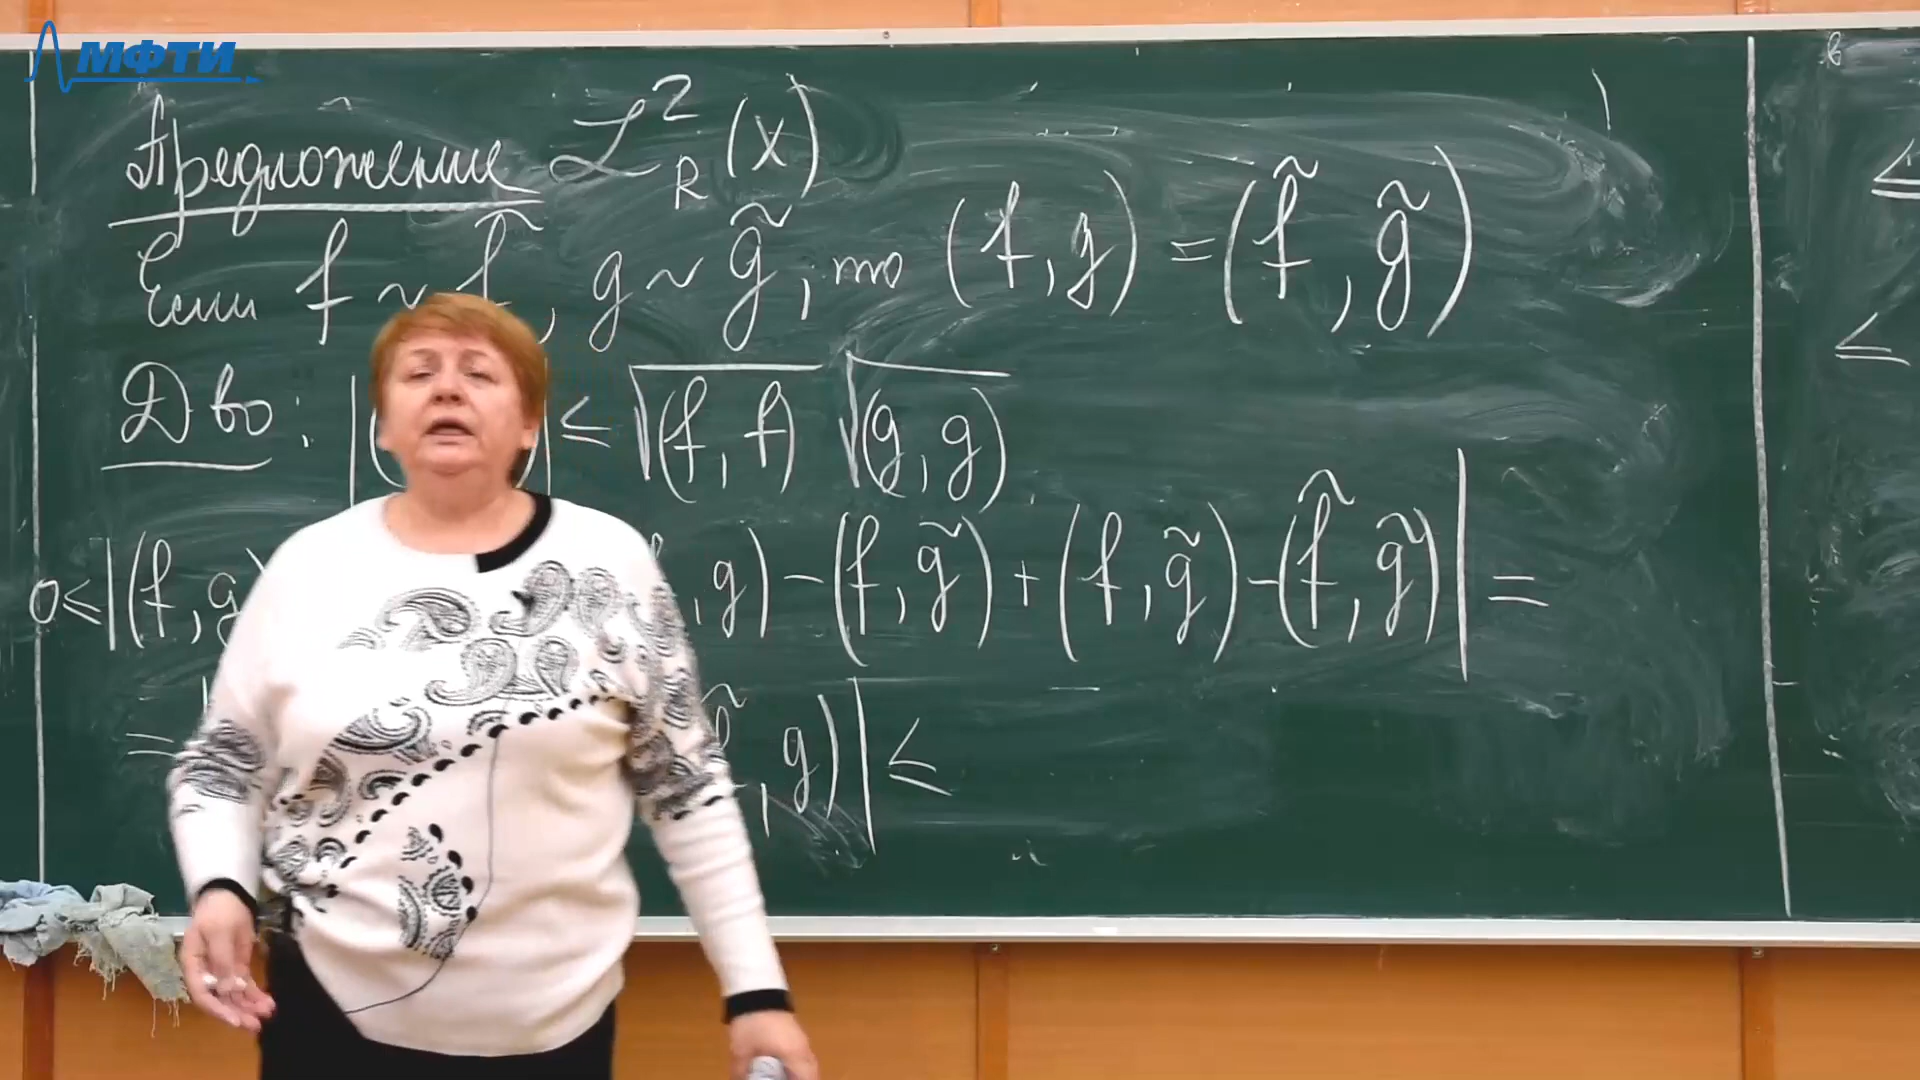 МФТИ
Предложение ℒ²_R (x)
Если f ~ f̃, g ~ g̃, то (f, g) = (f̃, g̃)
Д-во: |( )| ≤ √(f, f) √(g, g)
0 ≤ |(f, g) , g) − (f, g̃) + (f, g̃) − (f̃, g̃)| =
= , g)| ≤
≤
≤